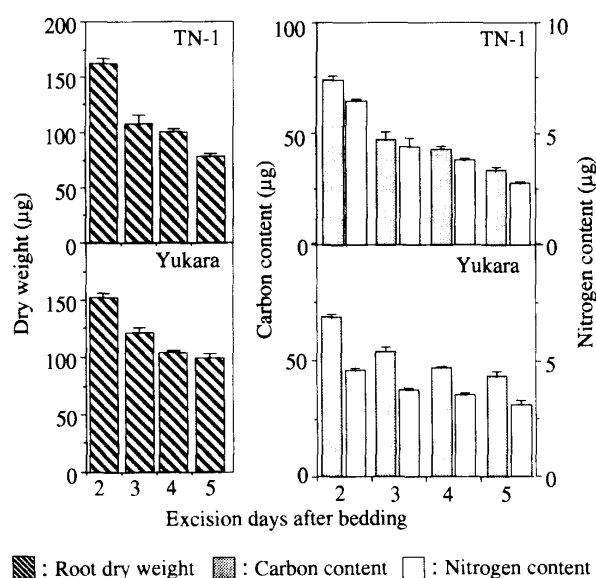 TN-1
TN-1
200
150
100
50
0
Dry weight (μg)
Yukara
150
100
50
0
100
50
0
Carbon content (μg)
10
5
0
Nitrogen content (μg)
Yukara
50
0
5
0
2 3 4 5
2 3 4 5
Excision days after bedding
: Root dry weight : Carbon content : Nitrogen content